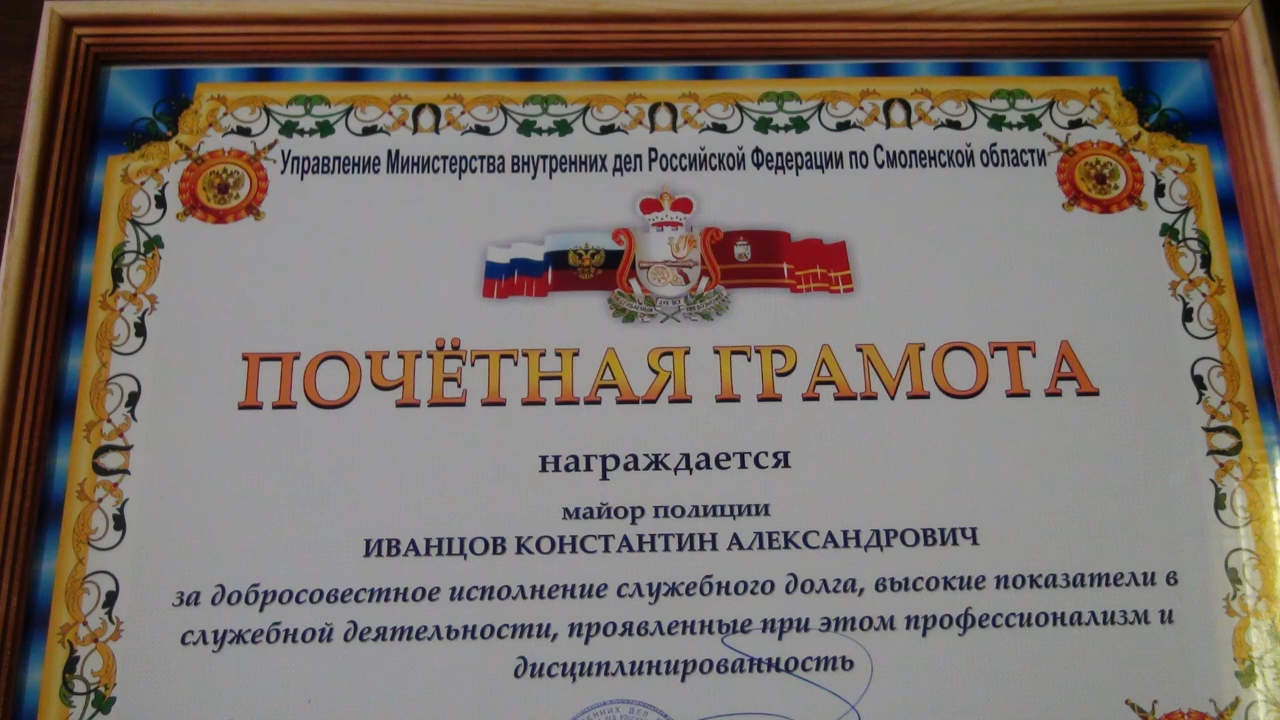 Управление Министерства внутренних дел Российской Федерации по Смоленской области
ПОЧЁТНАЯ ГРАМОТА
награждается
майор полиции
ИВАНЦОВ КОНСТАНТИН АЛЕКСАНДРОВИЧ
за добросовестное исполнение служебного долга, высокие показатели в
служебной деятельности, проявленные при этом профессионализм и
дисциплинированность
ДЕЛ